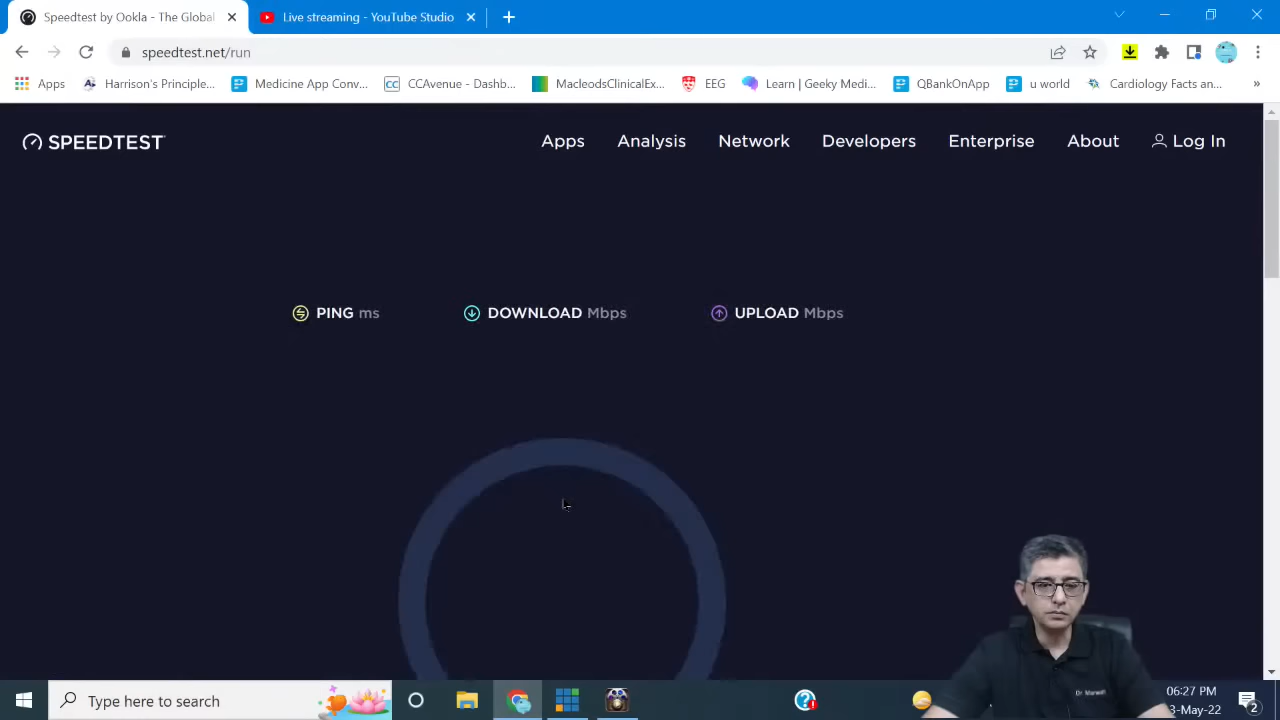 Speedtest by Ookla - The Global
Live streaming - YouTube Studio
speedtest.net/run
Apps
Harrison's Principle...
Medicine App Conv...
CC
CCAvenue - Dashb...
MacleodsClinicalEx...
EEG
Learn | Geeky Medi...
QBankOnApp
u world
Cardiology Facts an...
»
SPEEDTEST
Apps
Analysis
Network
Developers
Enterprise
About
Log In
PING ms
DOWNLOAD Mbps
UPLOAD Mbps
Type here to search
06:27 PM
3-May-22
2